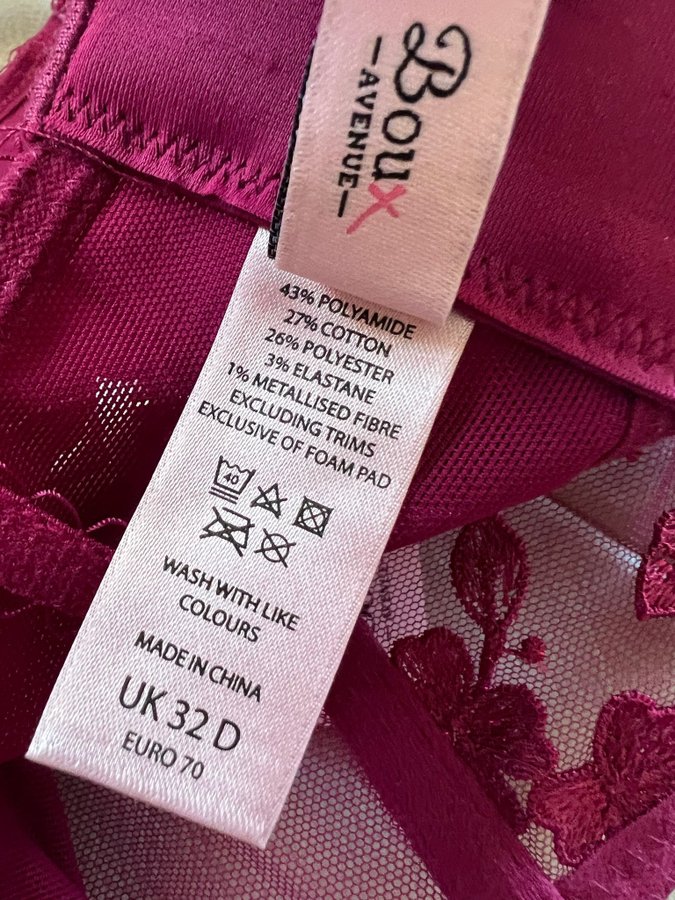 Boux
AVENUE
43% POLYAMIDE
27% COTTON
26% POLYESTER
3% ELASTANE
1% METALLISED FIBRE
EXCLUDING TRIMS
EXCLUSIVE OF FOAM PAD
40
WASH WITH LIKE
COLOURS
MADE IN CHINA
UK 32 D
EURO 70